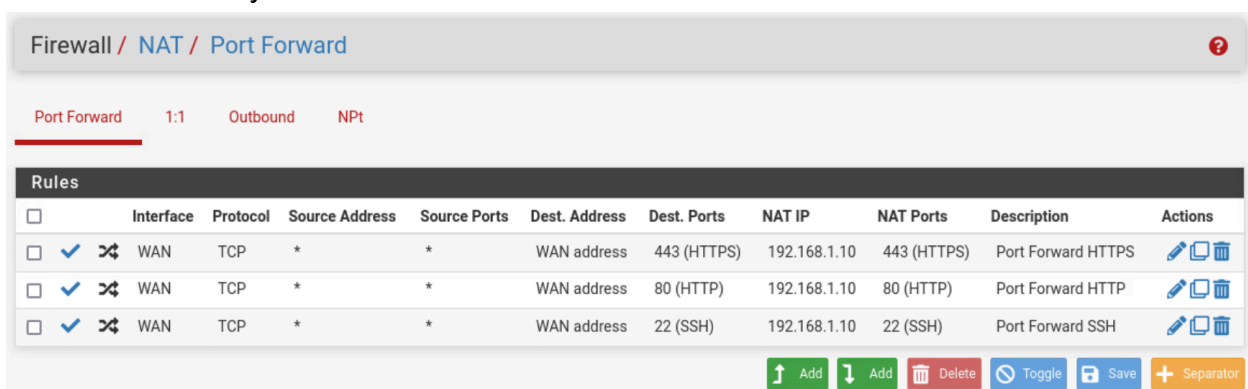 Firewall / NAT / Port Forward
Port Forward 1:1 Outbound NPt
Rules
Interface Protocol Source Address Source Ports Dest. Address Dest. Ports NAT IP NAT Ports Description Actions
WAN TCP * * WAN address 443 (HTTPS) 192.168.1.10 443 (HTTPS) Port Forward HTTPS
WAN TCP * * WAN address 80 (HTTP) 192.168.1.10 80 (HTTP) Port Forward HTTP
WAN TCP * * WAN address 22 (SSH) 192.168.1.10 22 (SSH) Port Forward SSH
Add Add Delete Toggle Save Separator